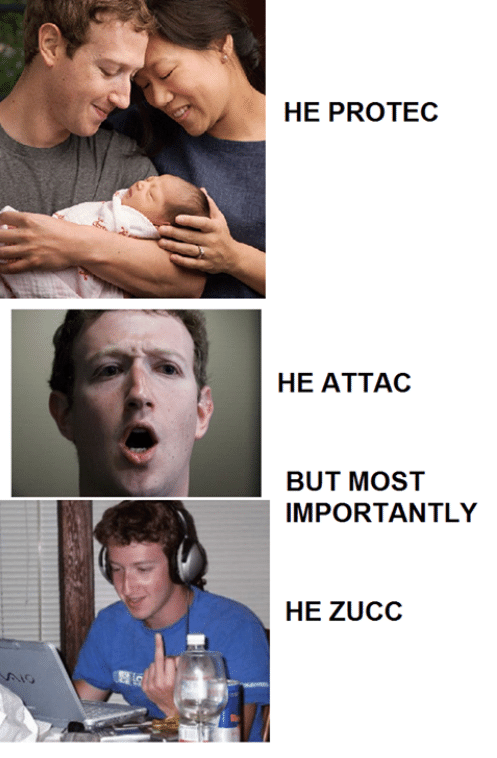 HE PROTEC
HE ATTAC
BUT MOST
IMPORTANTLY
HE ZUCC
VAIO